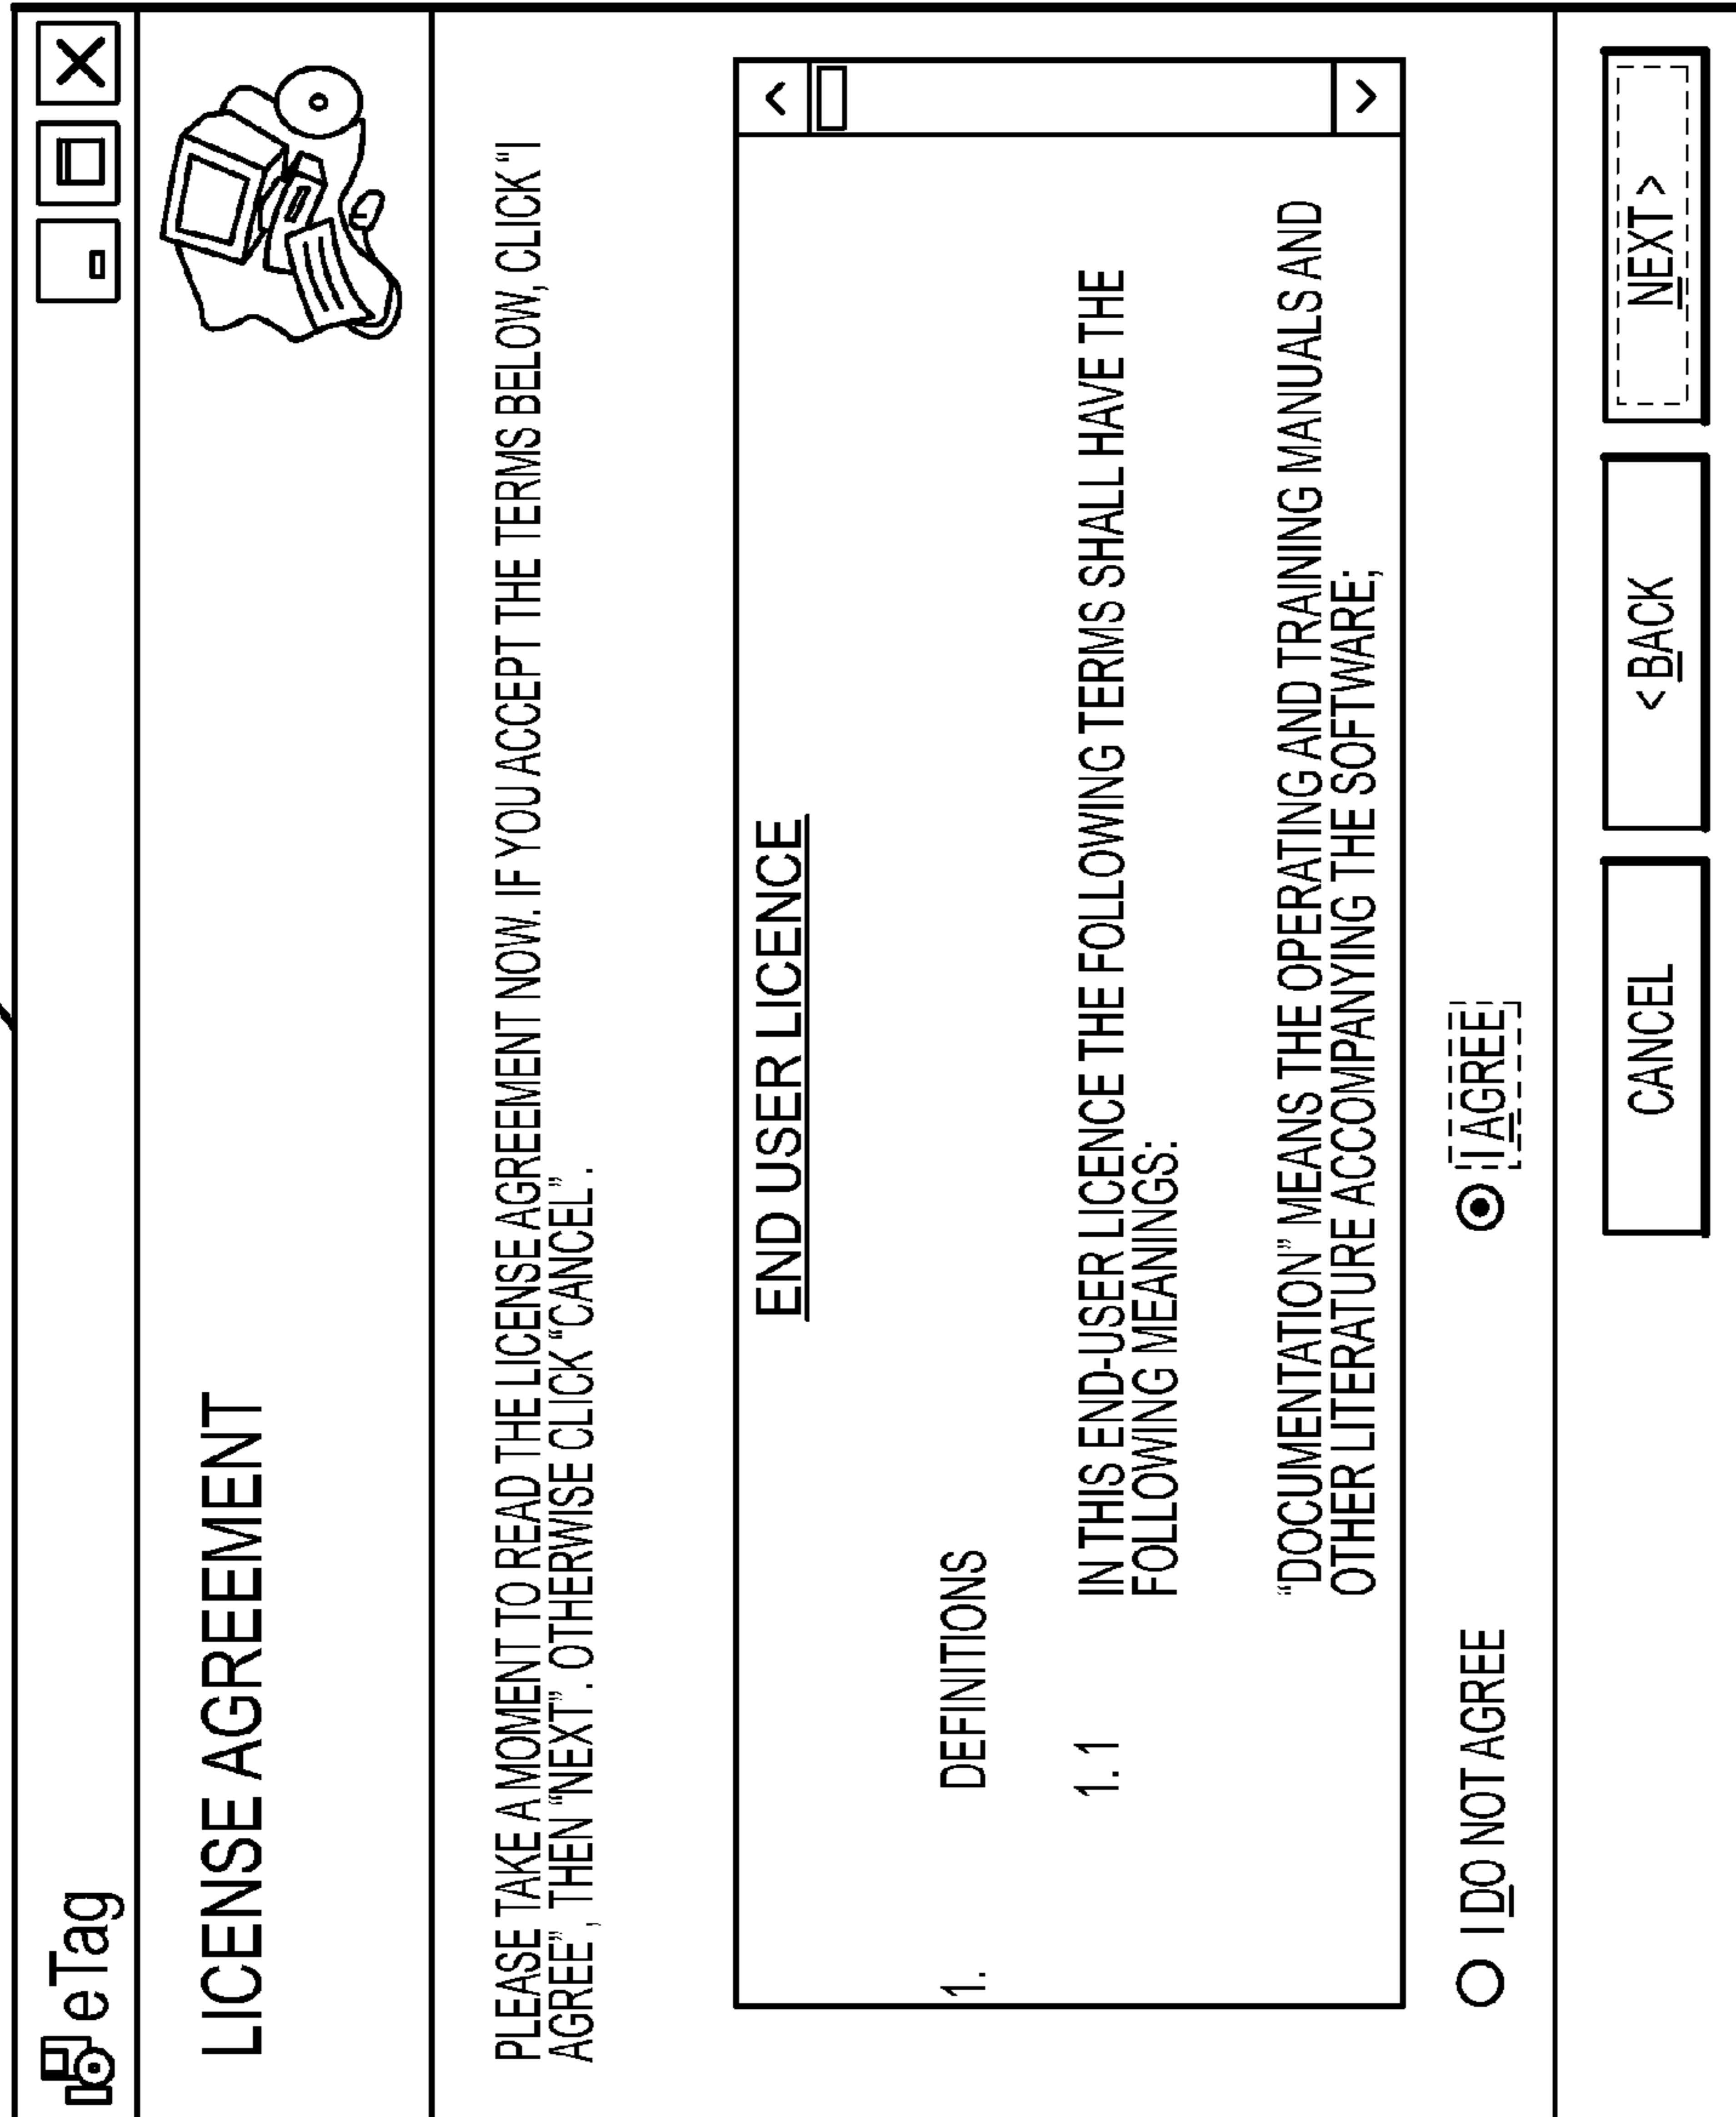 eTag
LICENSE AGREEMENT
PLEASE TAKE A MOMENT TO READ THE LICENSE AGREEMENT NOW. IF YOU ACCEPT THE TERMS BELOW, CLICK “I
AGREE”, THEN “NEXT”. OTHERWISE CLICK “CANCEL”.
END USER LICENCE
1. DEFINITIONS
1.1 IN THIS END-USER LICENCE THE FOLLOWING TERMS SHALL HAVE THE
FOLLOWING MEANINGS:
“DOCUMENTATION” MEANS THE OPERATING AND TRAINING MANUALS AND
OTHER LITERATURE ACCOMPANYING THE SOFTWARE;
I DO NOT AGREE I AGREE
CANCEL < BACK NEXT >